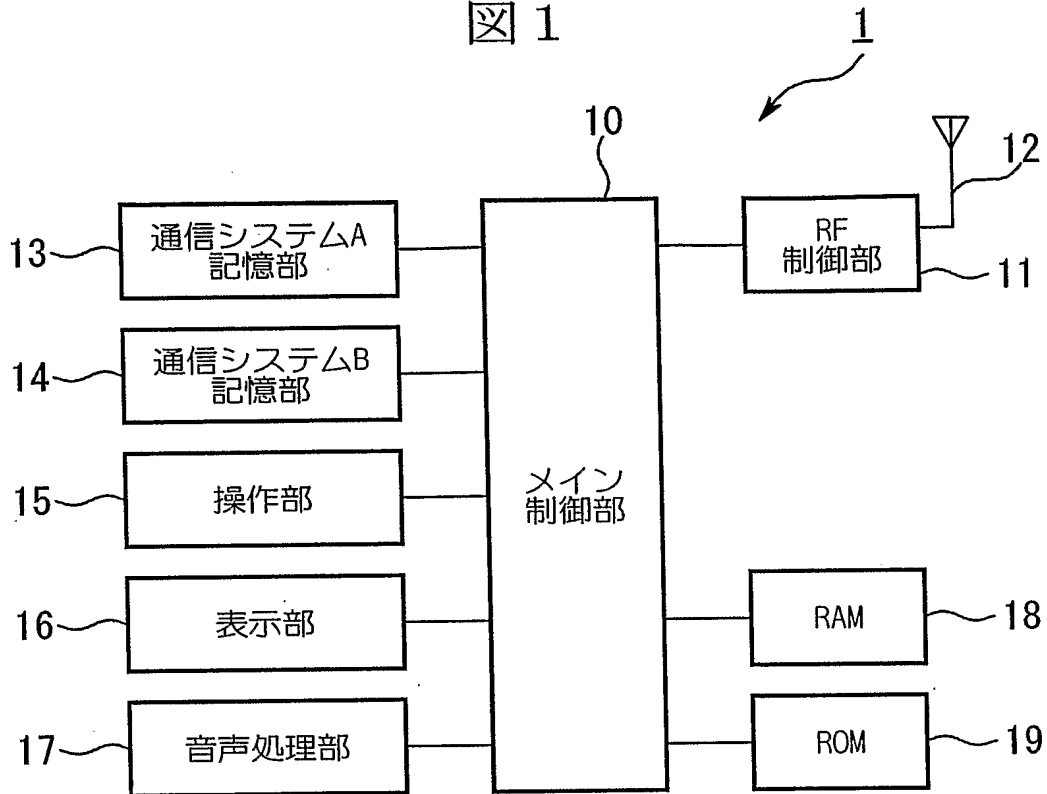 図1
1
10
12
13
通信システムA
記憶部
RF
制御部
11
14
通信システムB
記憶部
15
操作部
メイン
制御部
16
表示部
RAM
18
17
音声処理部
ROM
19